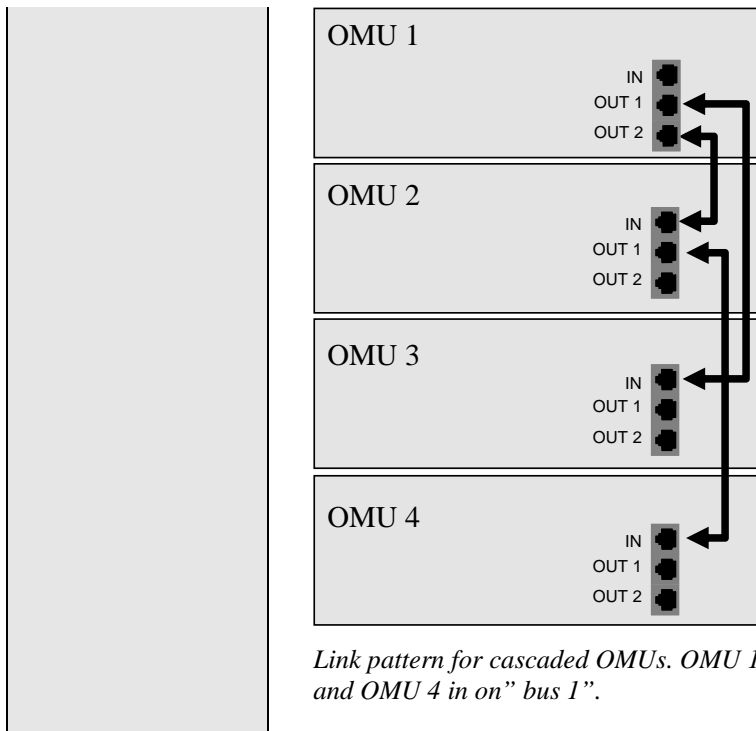 OMU 1
IN
OUT 1
OUT 2
OMU 2
IN
OUT 1
OUT 2
OMU 3
IN
OUT 1
OUT 2
OMU 4
IN
OUT 1
OUT 2
Link pattern for cascaded OMUs. OMU 1
and OMU 4 in on” bus 1”.